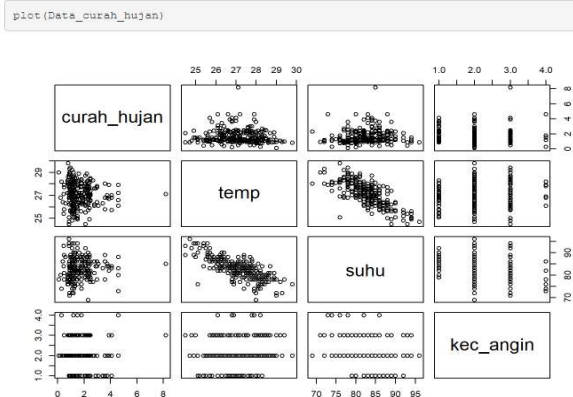 plot(Data_curah_hujan)
25 26 27 28 29 30
1.0 2.0 3.0 4.0
curah_hujan
0 2 4 6 8
25 27 29
temp
suhu
70 80 90
1.0 2.0 3.0 4.0
kec_angin
0 2 4 6 8
70 75 80 85 90 95